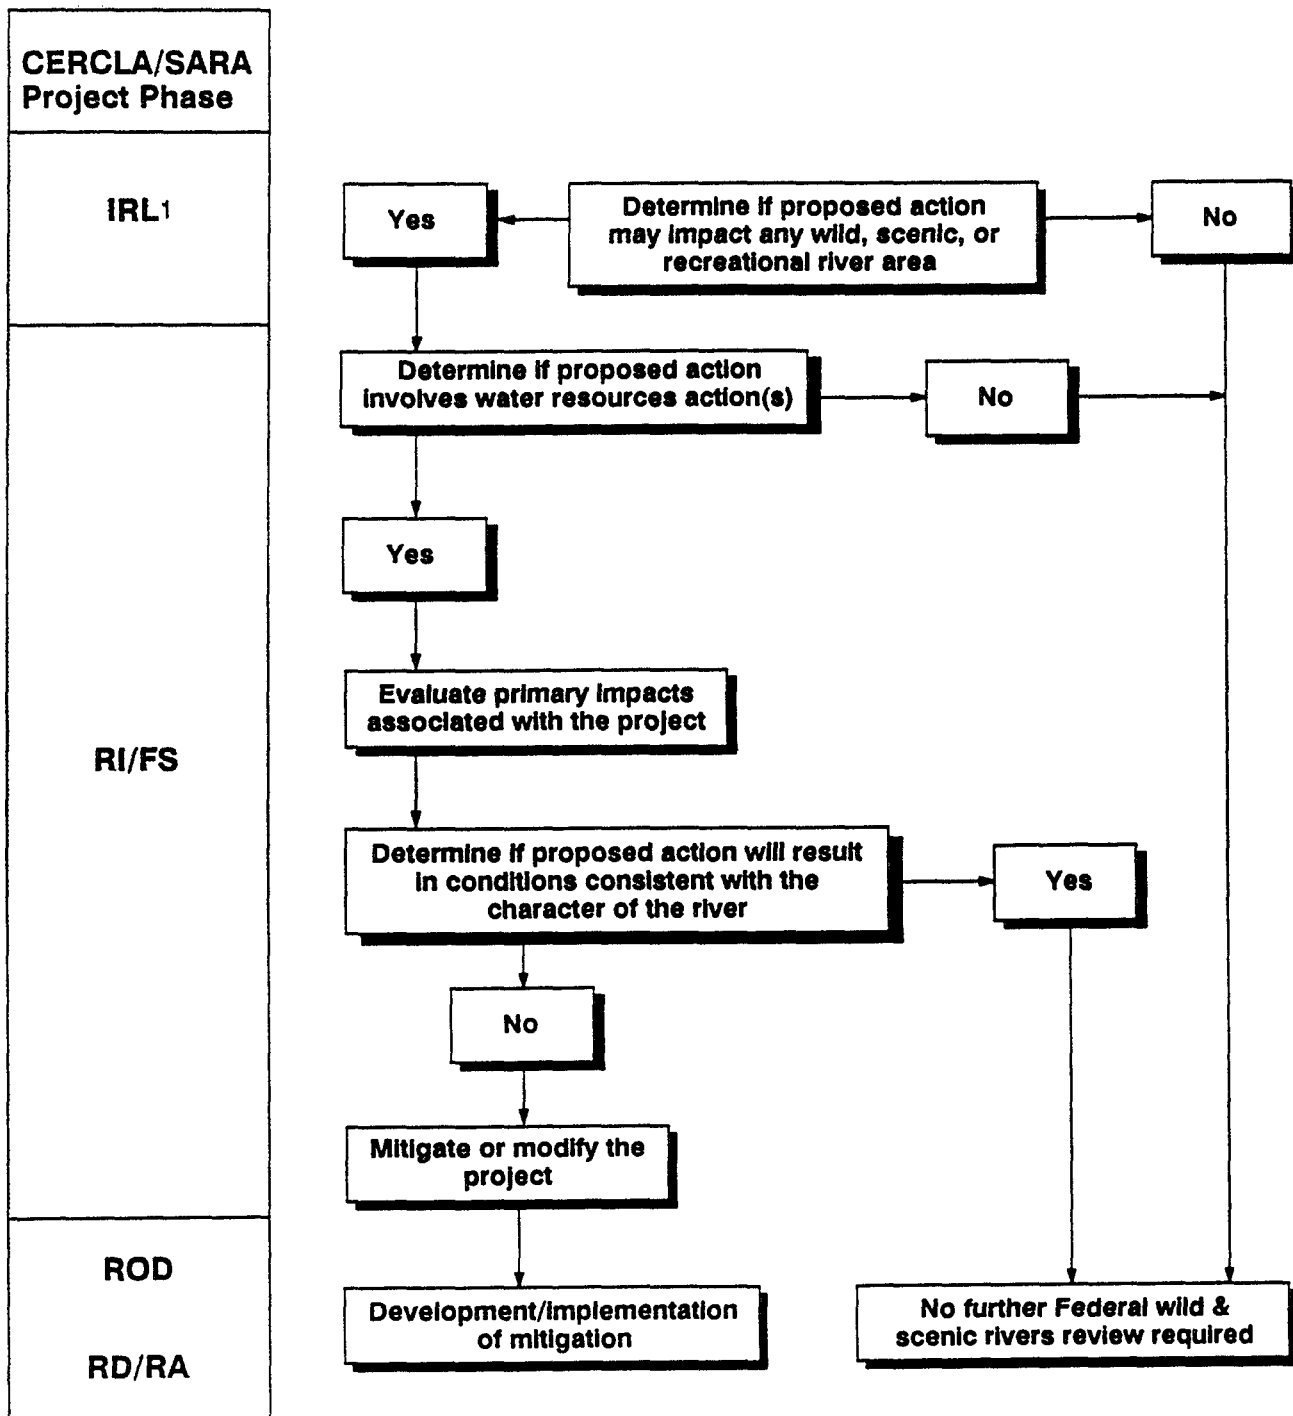 CERCLA/SARA
Project Phase
IRL1
Yes
Determine if proposed action
may impact any wild, scenic, or
recreational river area
No
Determine if proposed action
involves water resources action(s)
No
Yes
Evaluate primary impacts
associated with the project
RI/FS
Determine if proposed action will result
in conditions consistent with the
character of the river
Yes
No
Mitigate or modify the
project
ROD
RD/RA
Development/Implementation
of mitigation
No further Federal wild &
scenic rivers review required